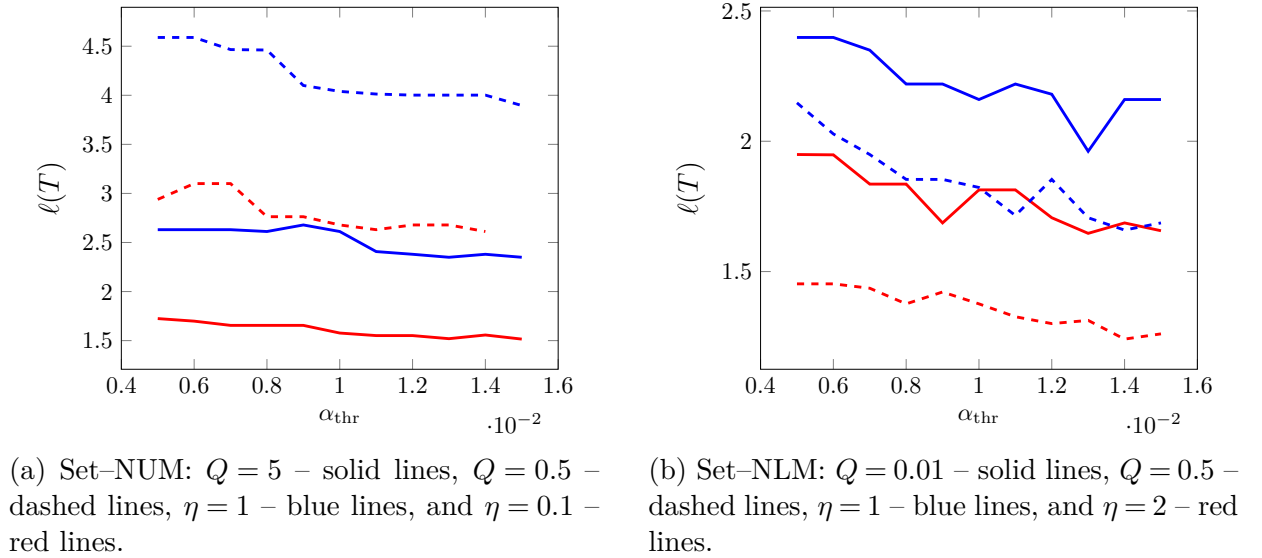 4.5
4
3.5
3
2.5
2
1.5
ℓ(T)
0.4 0.6 0.8 1 1.2 1.4 1.6
α_thr
·10⁻²
2.5
2
1.5
ℓ(T)
0.4 0.6 0.8 1 1.2 1.4 1.6
α_thr
·10⁻²
(a) Set–NUM: Q = 5 – solid lines, Q = 0.5 –
dashed lines, η = 1 – blue lines, and η = 0.1 –
red lines.
(b) Set–NLM: Q = 0.01 – solid lines, Q = 0.5 –
dashed lines, η = 1 – blue lines, and η = 2 – red
lines.